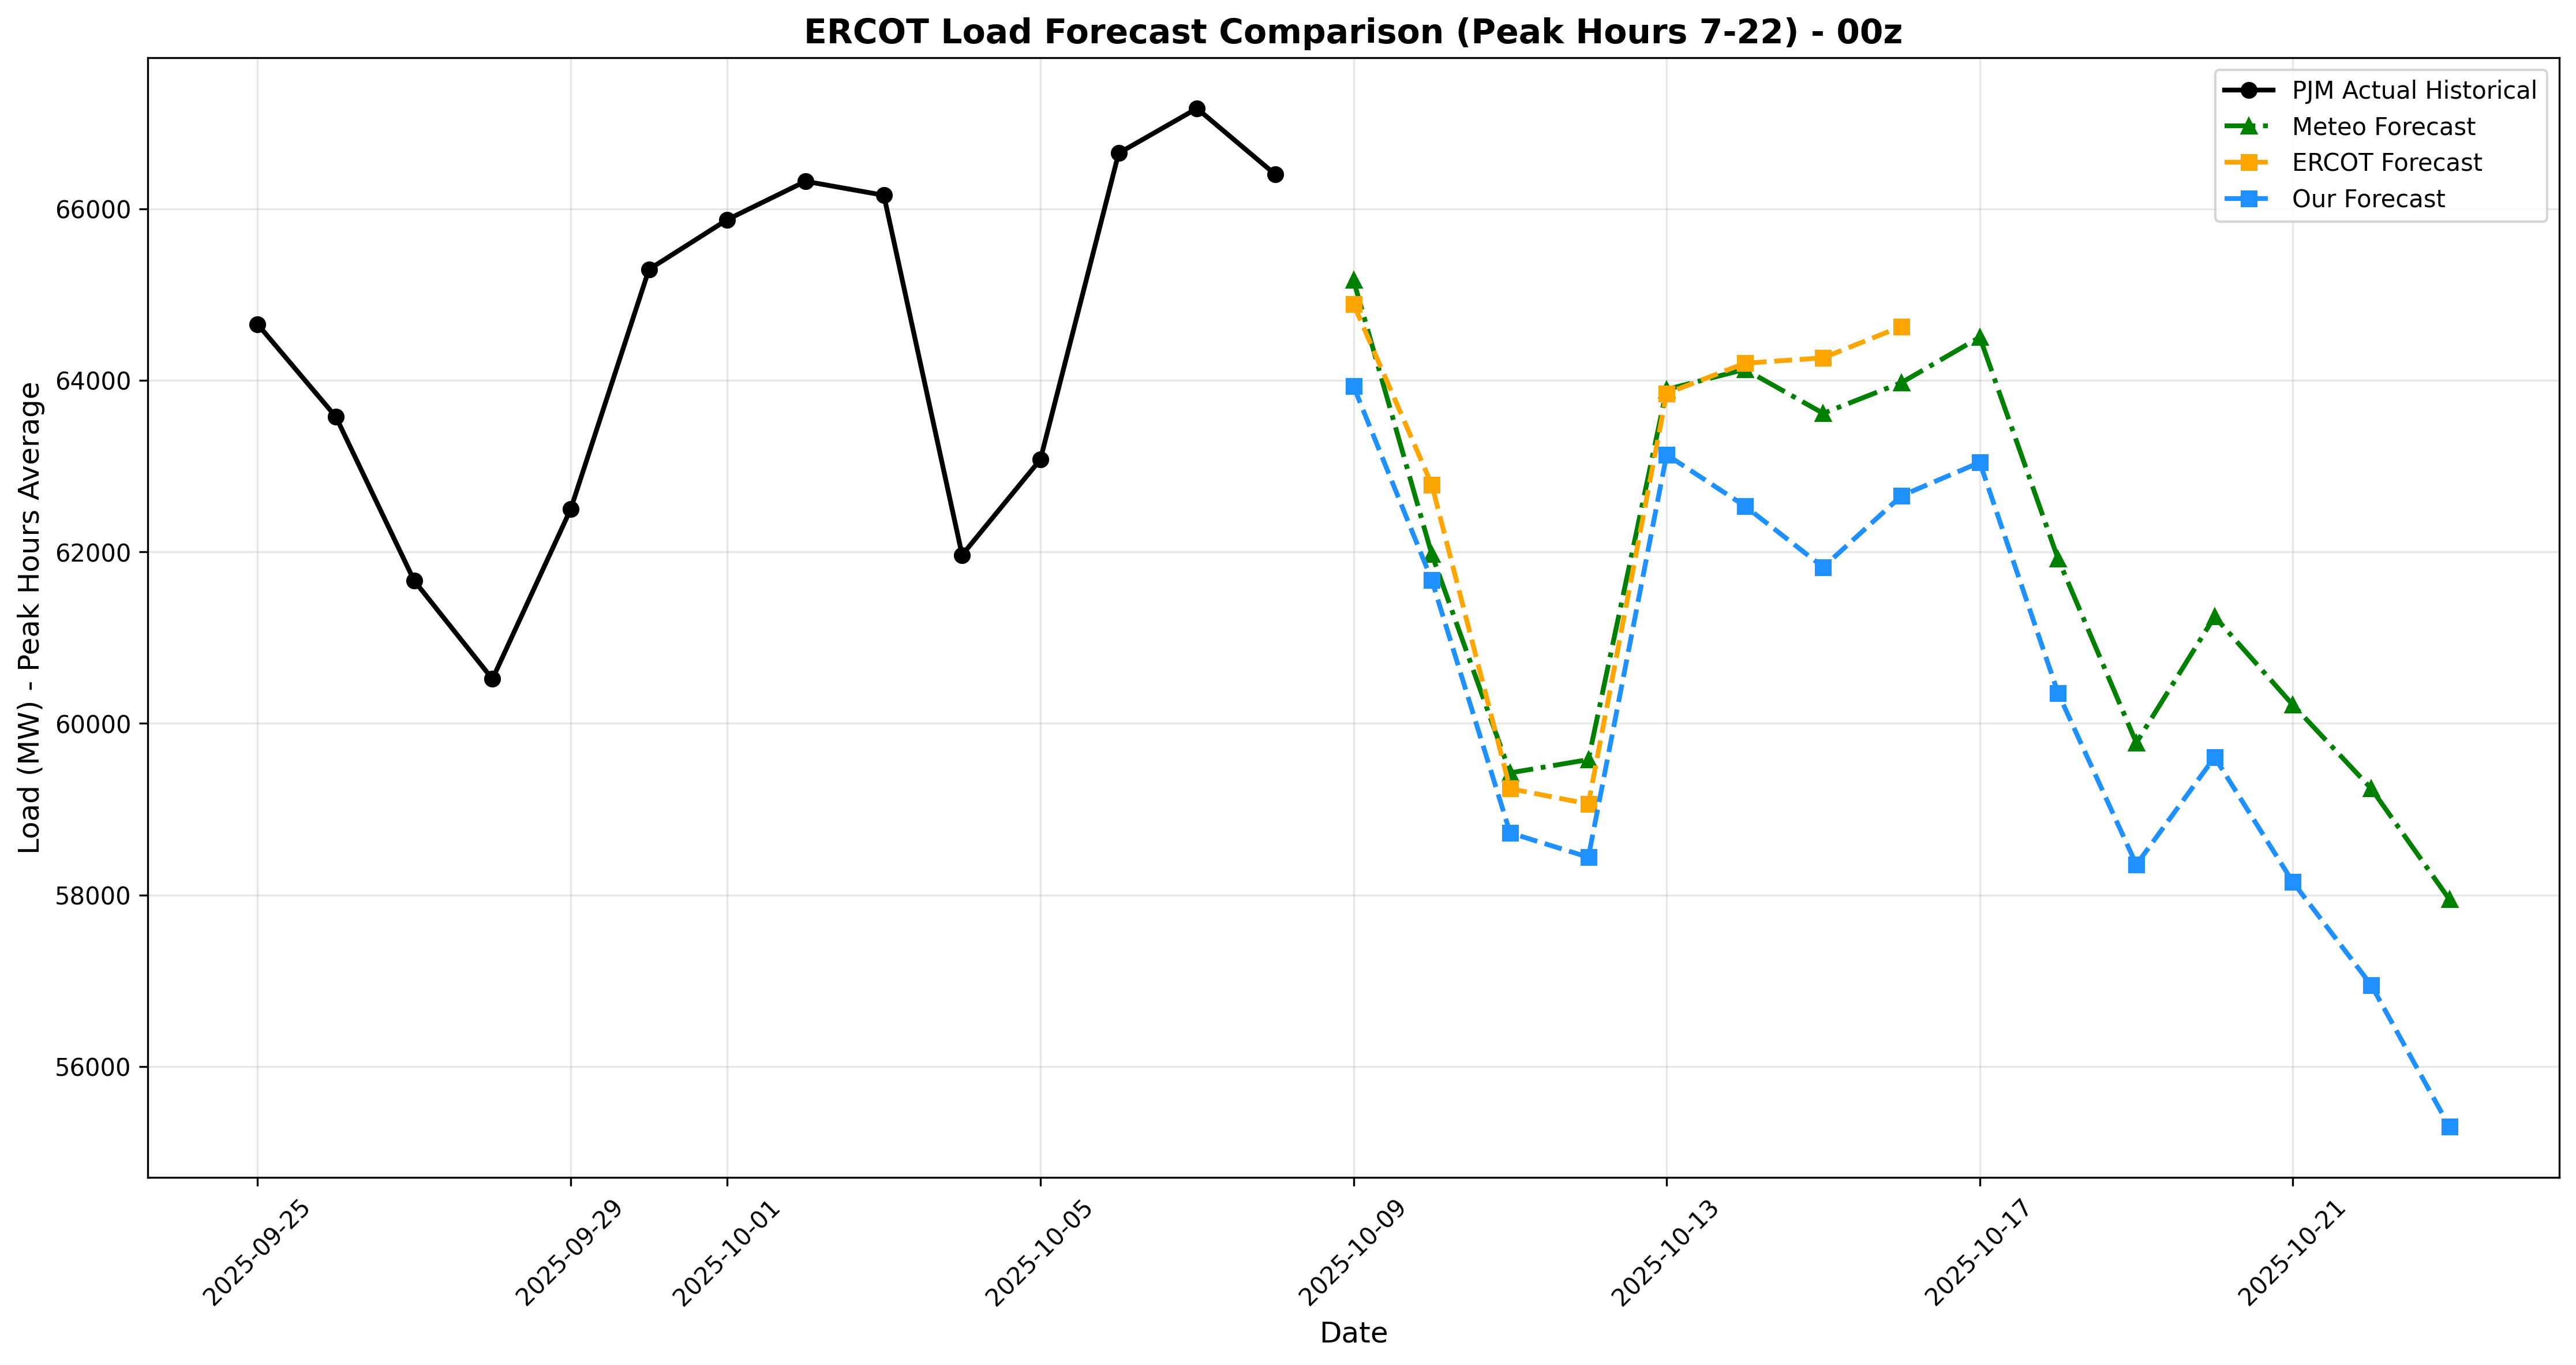 ERCOT Load Forecast Comparison (Peak Hours 7-22) - 00z
PJM Actual Historical
Meteo Forecast
ERCOT Forecast
Our Forecast
Load (MW) - Peak Hours Average
66000
64000
62000
60000
58000
56000
2025-09-25
2025-09-29
2025-10-01
2025-10-05
2025-10-09
2025-10-13
2025-10-17
2025-10-21
Date